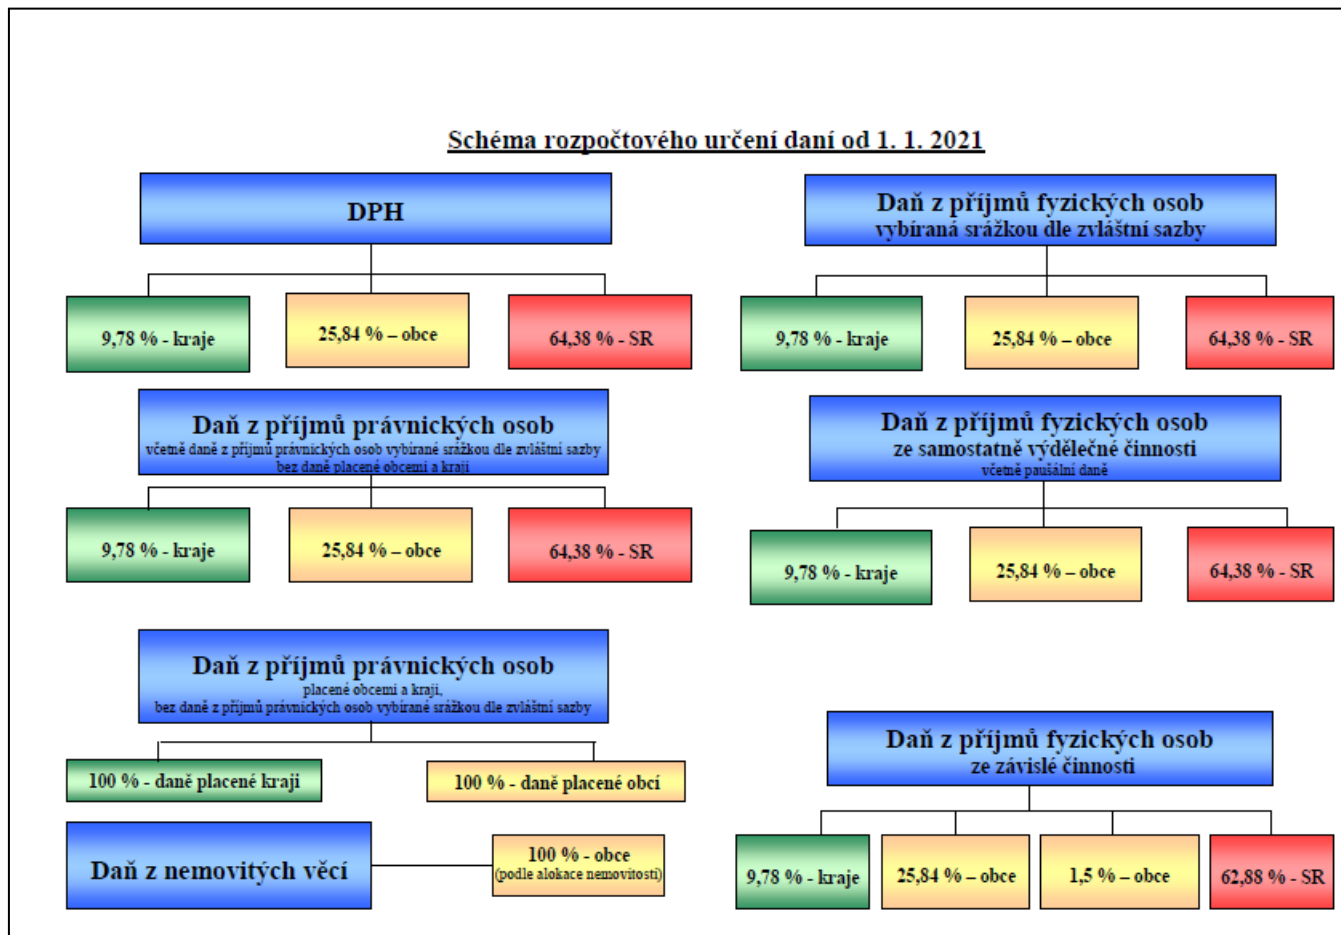 Schéma rozpočtového určení daní od 1. 1. 2021
DPH
9,78 % - kraje
25,84 % – obce
64,38 % - SR
Daň z příjmů fyzických osob
vybíraná srážkou dle zvláštní sazby
9,78 % - kraje
25,84 % – obce
64,38 % - SR
Daň z příjmů právnických osob
včetně daně z příjmů právnických osob vybírané srážkou dle zvláštní sazby
bez daně placené obcemi a kraji
9,78 % - kraje
25,84 % – obce
64,38 % - SR
Daň z příjmů fyzických osob
ze samostatně výdělečné činnosti
včetně paušální daně
9,78 % - kraje
25,84 % – obce
64,38 % - SR
Daň z příjmů právnických osob
placené obcemi a kraji,
bez daně z příjmů právnických osob vybírané srážkou dle zvláštní sazby
100 % - daně placené kraji
100 % - daně placené obcí
Daň z nemovitých věcí
100 % - obce
(podle alokace nemovitostí)
Daň z příjmů fyzických osob
ze závislé činnosti
9,78 % - kraje
25,84 % – obce
1,5 % – obce
62,88 % - SR